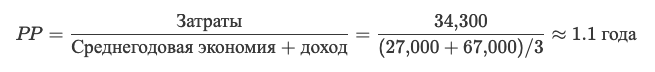 PP = Затраты / Среднегодовая экономия + доход = 34,300 / (27,000 + 67,000)/3 ≈ 1.1 года